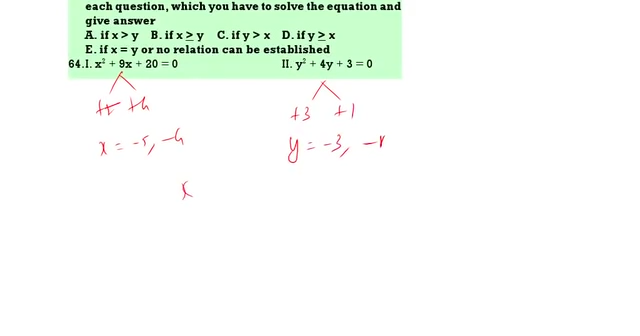 each question, which you have to solve the equation and
give answer
A. if x > y B. if x ≥ y C. if y > x D. if y ≥ x
E. if x = y or no relation can be established
64.I. x² + 9x + 20 = 0 II. y² + 4y + 3 = 0
+5 +4 +3 +1
x = -5, -4 y = -3, -1
x